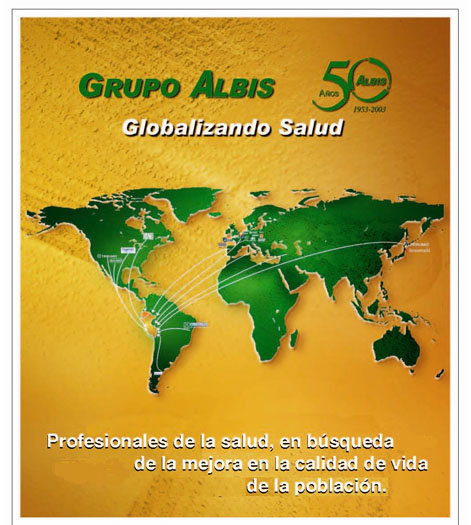 GRUPO ALBIS
50
AÑOS
ALBIS
1953-2003
Globalizando Salud
Profesionales de la salud, en búsqueda
de la mejora en la calidad de vida
de la población.